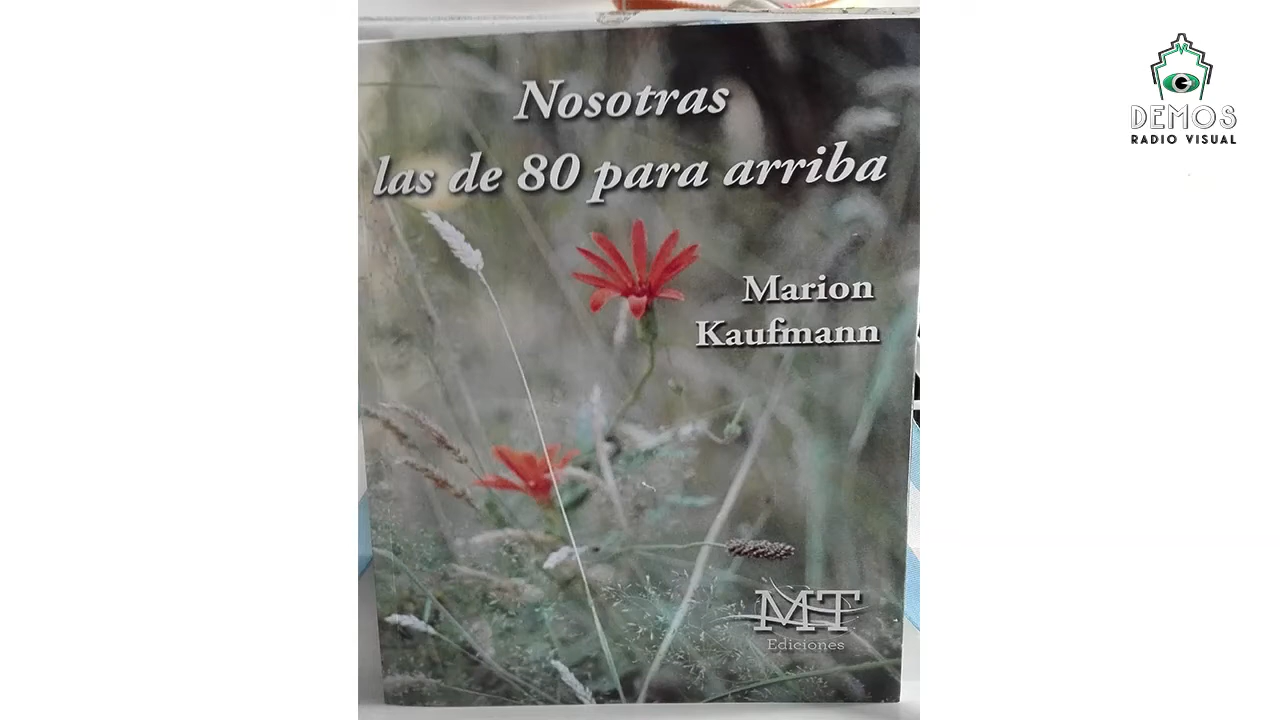 Nosotras
las de 80 para arriba
Marion
Kaufmann
MT
Ediciones
DEMOS
RADIO VISUAL